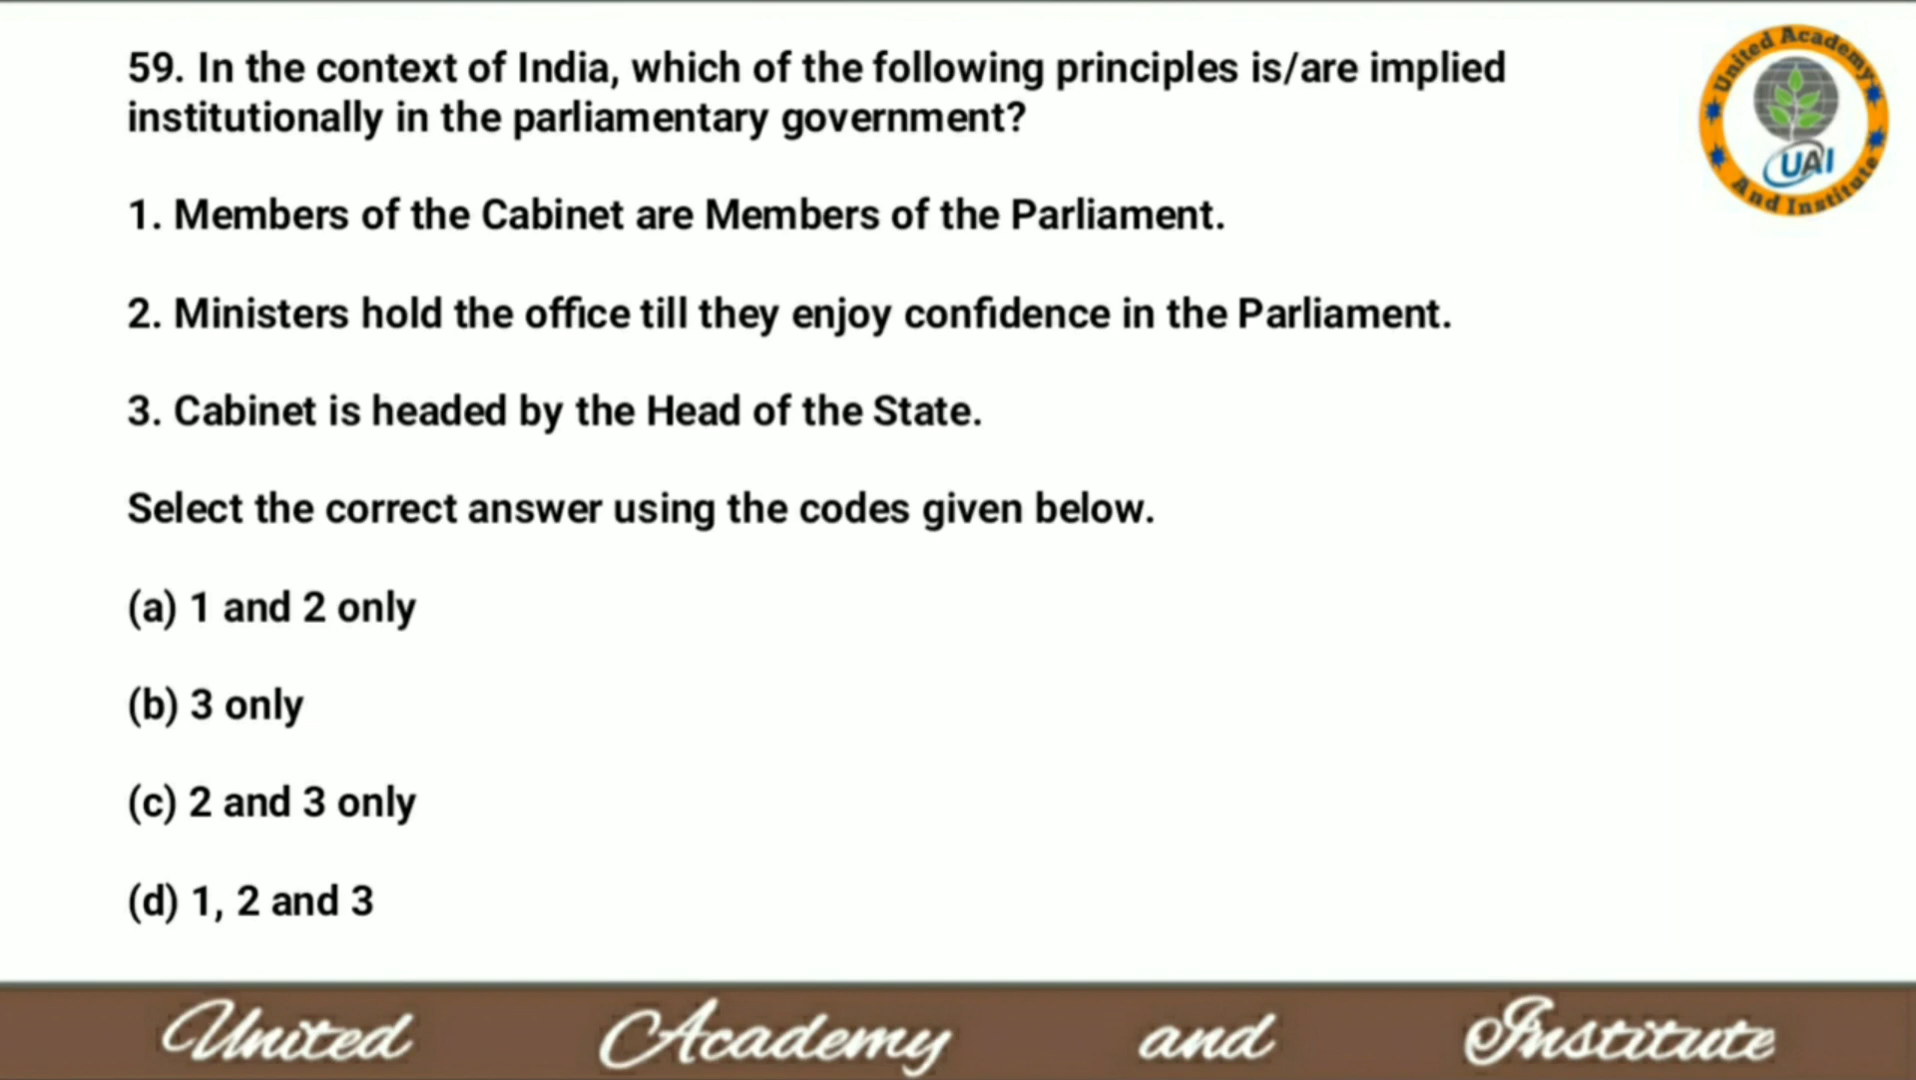 59. In the context of India, which of the following principles is/are implied
institutionally in the parliamentary government?
1. Members of the Cabinet are Members of the Parliament.
2. Ministers hold the office till they enjoy confidence in the Parliament.
3. Cabinet is headed by the Head of the State.
Select the correct answer using the codes given below.
(a) 1 and 2 only
(b) 3 only
(c) 2 and 3 only
(d) 1, 2 and 3
United Academy
UAI
And Institute
United Academy and Institute